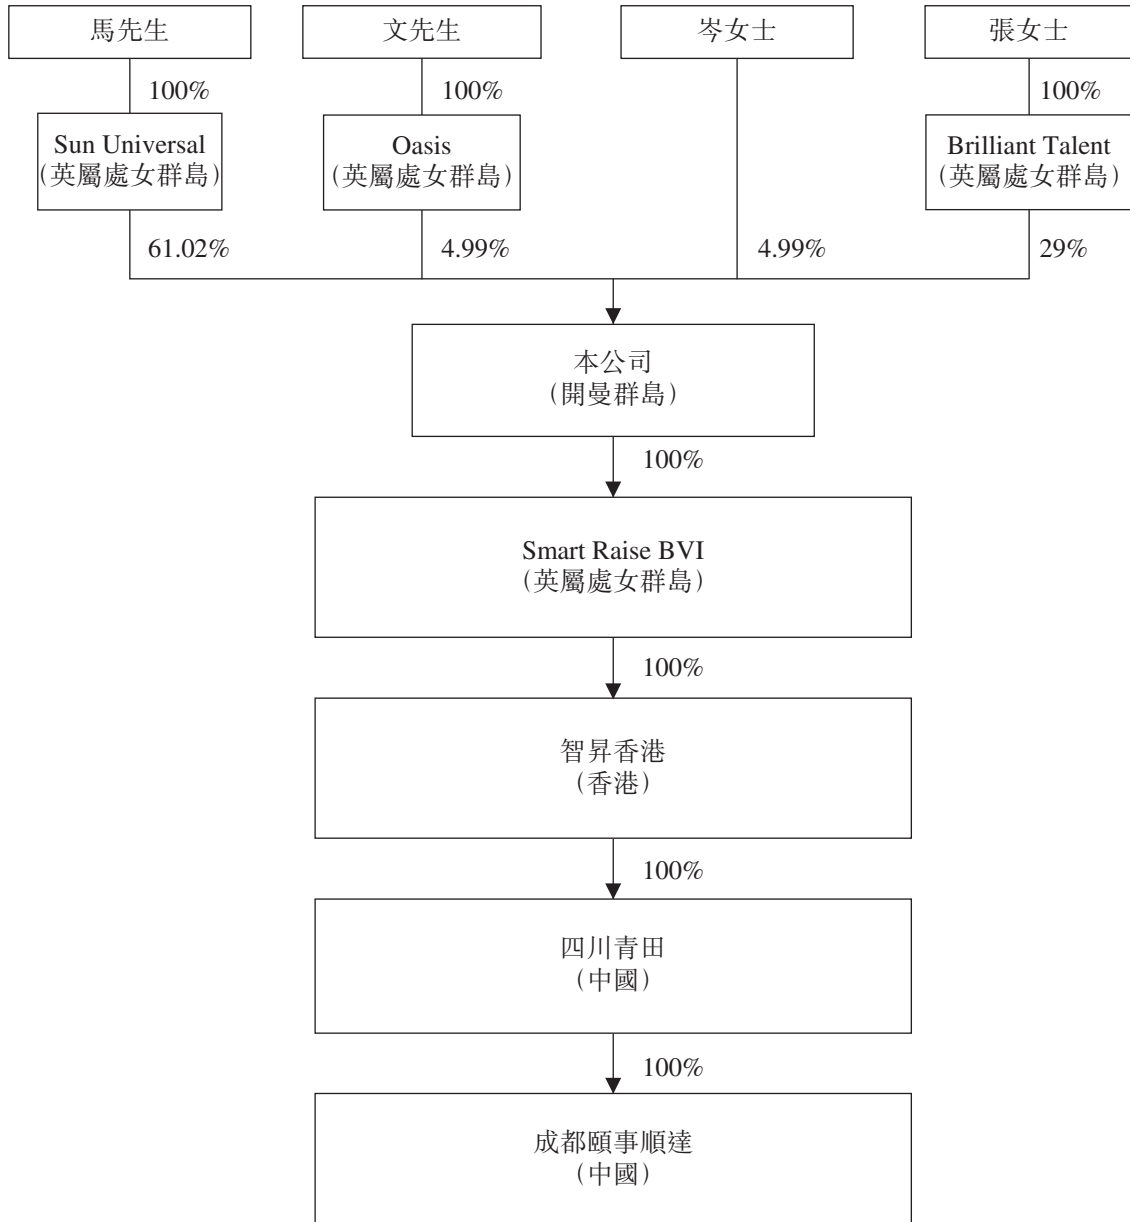 馬先生
文先生
岑女士
張女士
100%
100%
100%
Sun Universal
(英屬處女群島)
Oasis
(英屬處女群島)
Brilliant Talent
(英屬處女群島)
61.02%
4.99%
4.99%
29%
本公司
(開曼群島)
100%
Smart Raise BVI
(英屬處女群島)
100%
智昇香港
(香港)
100%
四川青田
(中國)
100%
成都頤事順達
(中國)